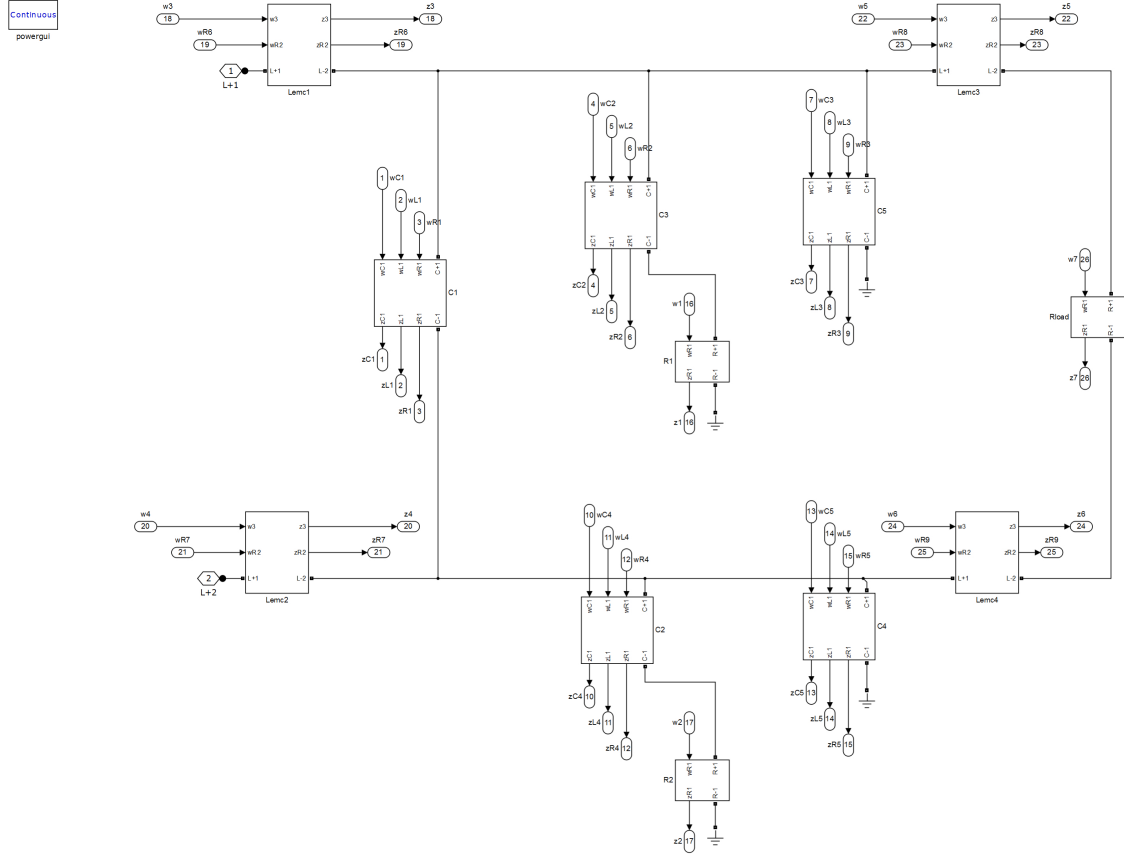 Continuous
powergui
w3
18
wR6
19
1
L+1
w3
wR2
L+1
z3
zR2
L-2
Lemc1
z3
18
zR6
19
w5
22
wR8
23
w3
wR2
L+1
z3
zR2
L-2
Lemc3
z5
22
zR8
23
1
wC1
2
wL1
3
wR1
wC1
wL1
wR1
C+1
zC1
zL1
zR1
C-1
C1
zC1
1
zL1
2
zR1
3
4
wC2
5
wL2
6
wR2
wC1
wL1
wR1
C+1
zC1
zL1
zR1
C-1
C3
zC2
4
zL2
5
zR2
6
w1
16
wR1
R+1
zR1
R-1
R1
z1
16
7
wC3
8
wL3
9
wR3
wC1
wL1
wR1
C+1
zC1
zL1
zR1
C-1
C5
zC3
7
zL3
8
zR3
9
w7
26
wR1
R+1
zR1
R-1
Rload
z7
26
w4
20
wR7
21
2
L+2
w3
wR2
L+1
z3
zR2
L-2
Lemc2
z4
20
zR7
21
10
wC4
11
wL4
12
wR4
wC1
wL1
wR1
C+1
zC1
zL1
zR1
C-1
C2
zC4
10
zL4
11
zR4
12
w2
17
wR1
R+1
zR1
R-1
R2
z2
17
13
wC5
14
wL5
15
wR5
wC1
wL1
wR1
C+1
zC1
zL1
zR1
C-1
C4
zC5
13
zL5
14
zR5
15
w6
24
wR9
25
w3
wR2
L+1
z3
zR2
L-2
Lemc4
z6
24
zR9
25